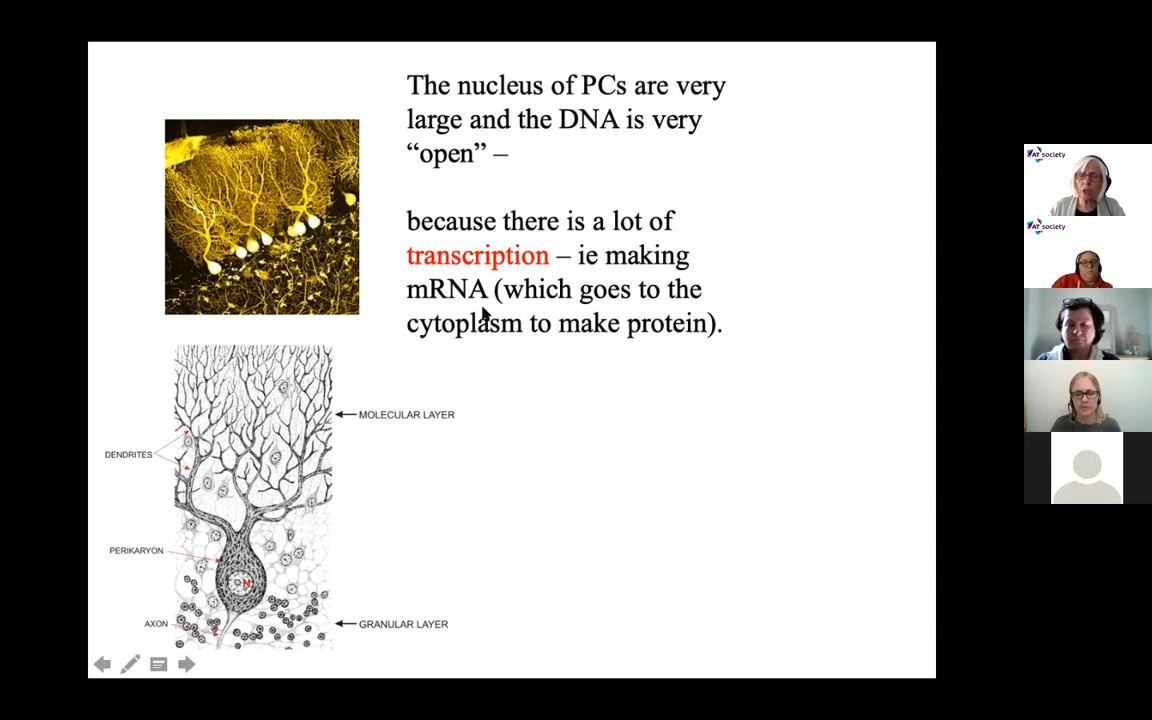 The nucleus of PCs are very
large and the DNA is very
“open” –
because there is a lot of
transcription – ie making
mRNA (which goes to the
cytoplasm to make protein).
MOLECULAR LAYER
DENDRITES
PERIKARYON
N
AXON
GRANULAR LAYER
AT society
AT society